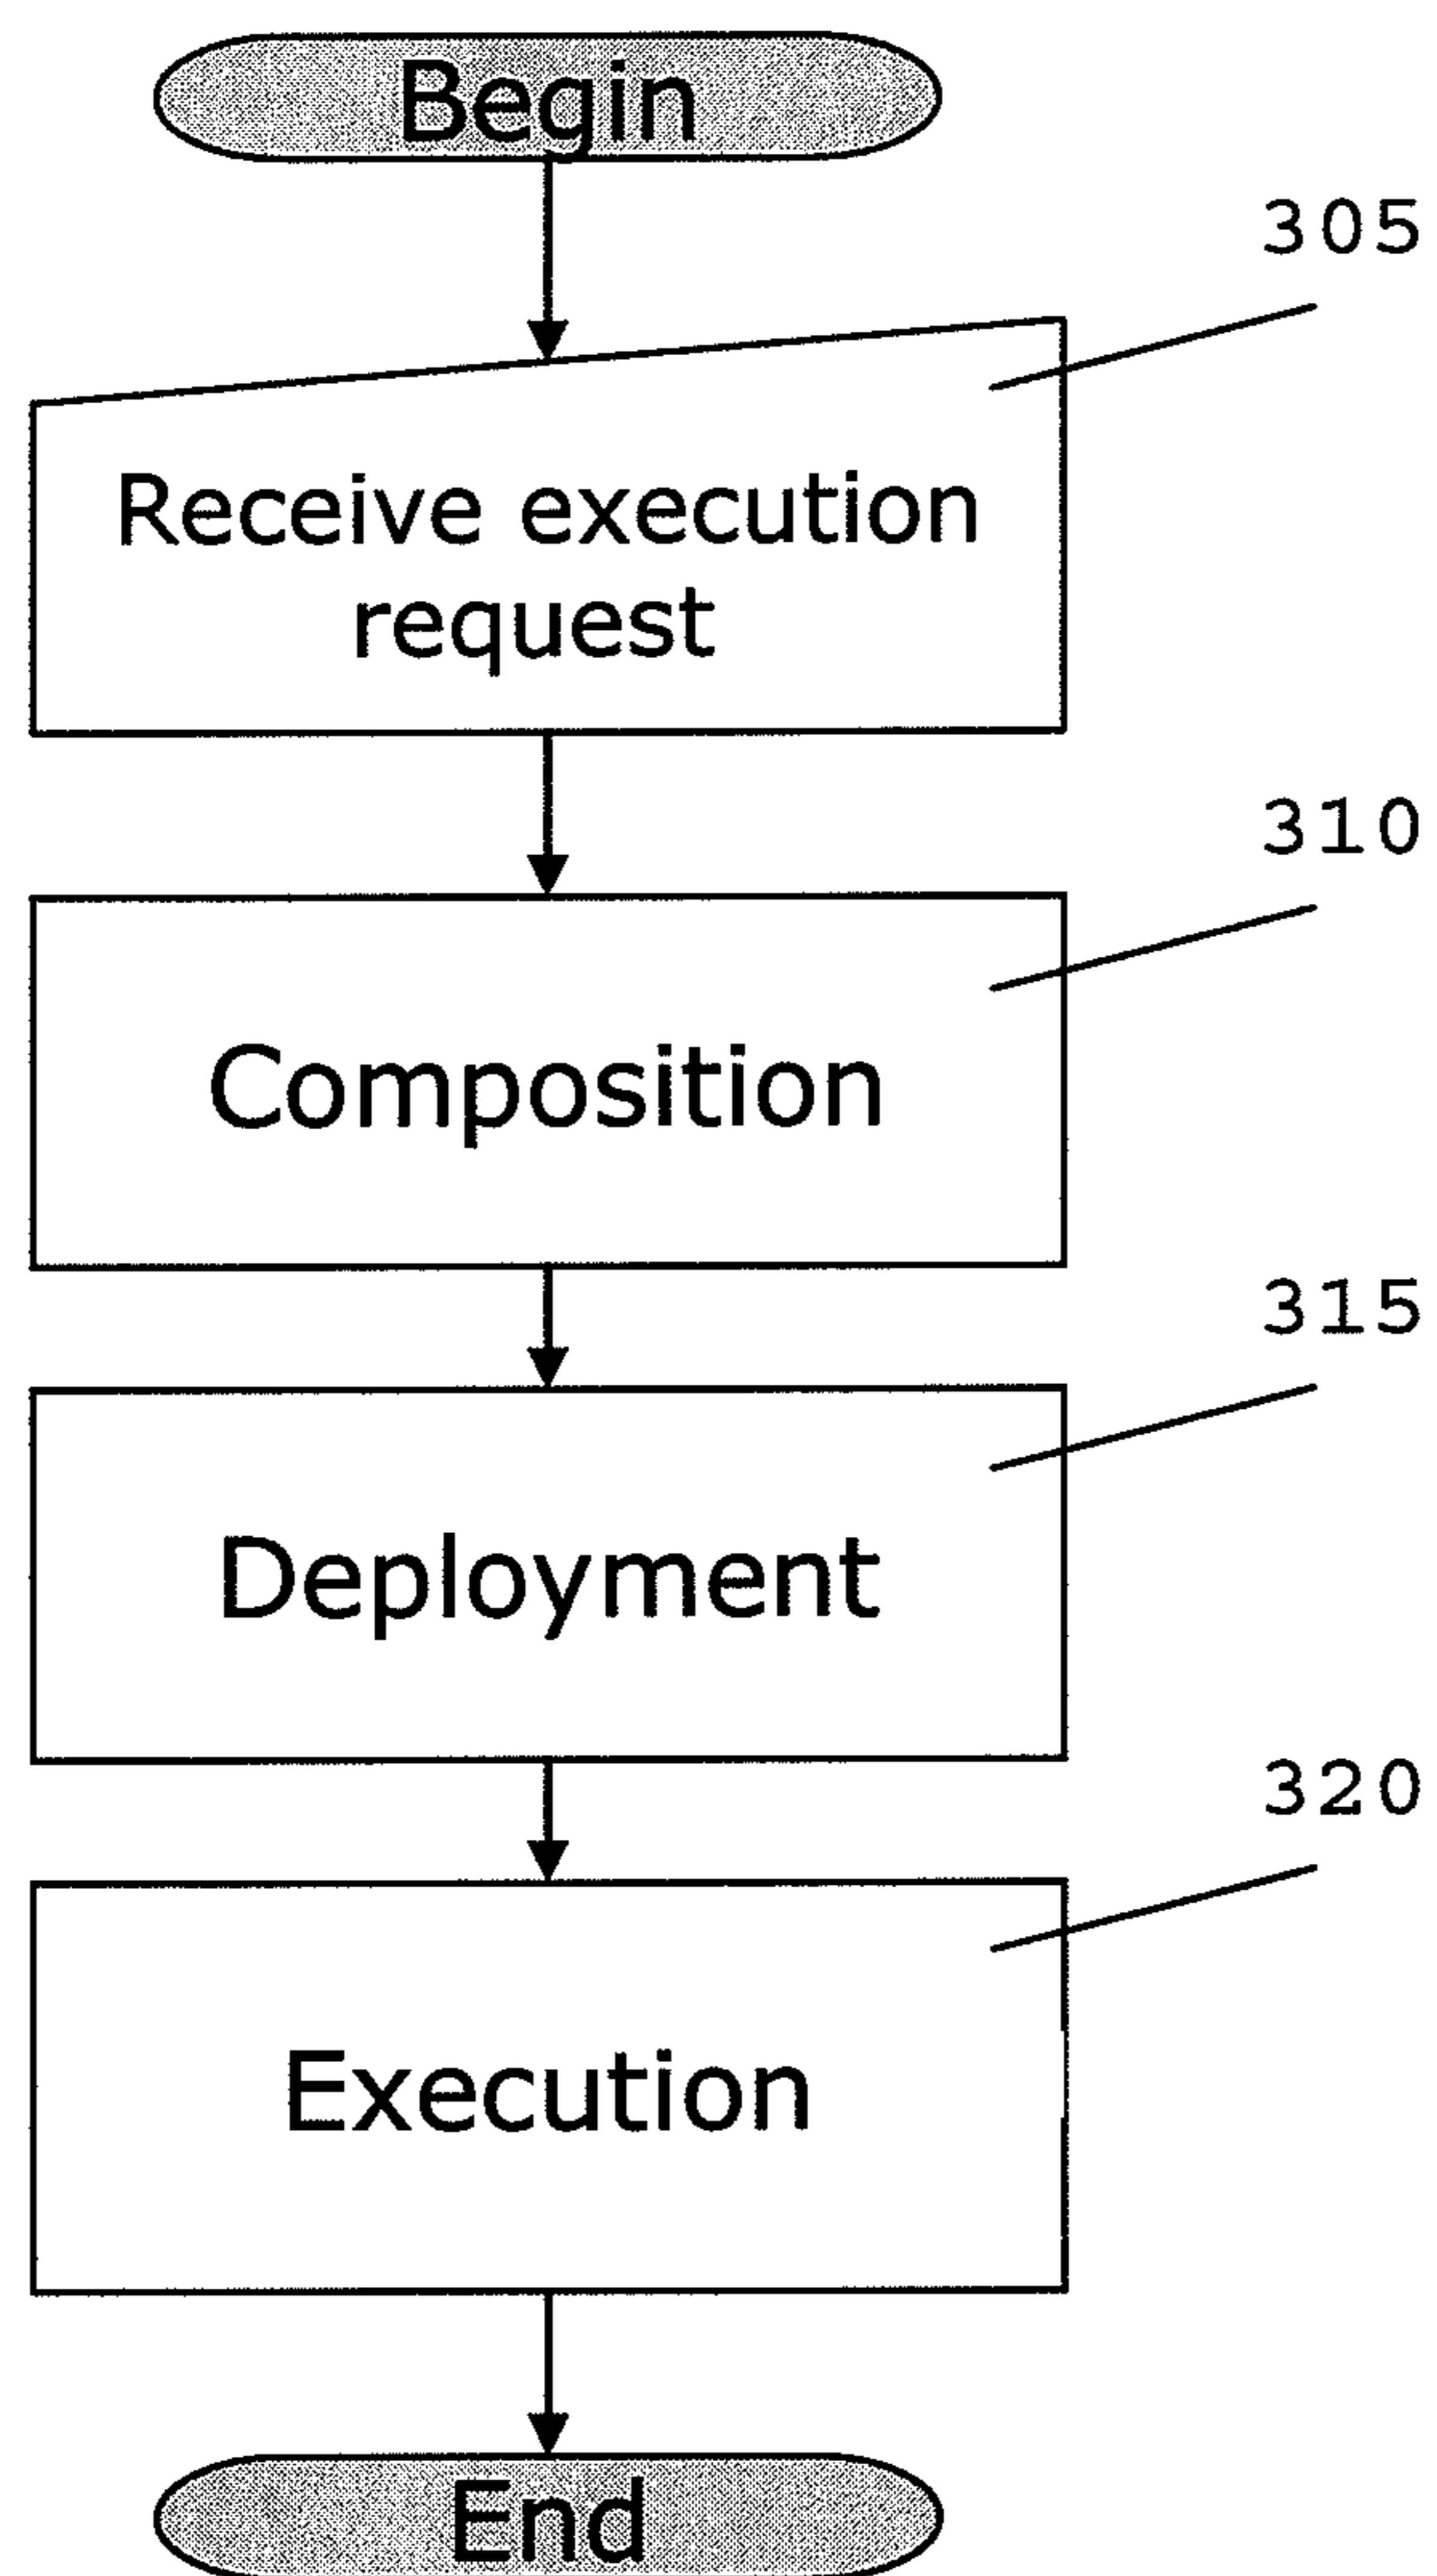 Begin
305
Receive execution
request
310
Composition
315
Deployment
320
Execution
End